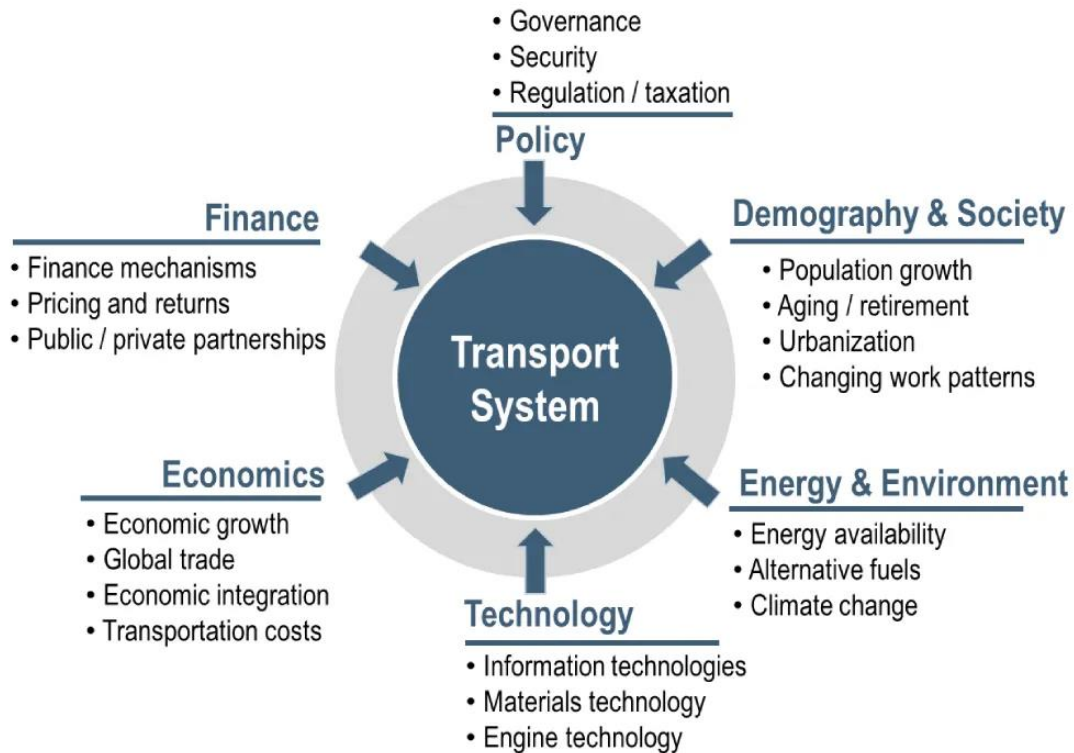 • Governance
• Security
• Regulation / taxation
Policy
Finance
• Finance mechanisms
• Pricing and returns
• Public / private partnerships
Demography & Society
• Population growth
• Aging / retirement
• Urbanization
• Changing work patterns
Transport
System
Economics
• Economic growth
• Global trade
• Economic integration
• Transportation costs
Energy & Environment
• Energy availability
• Alternative fuels
• Climate change
Technology
• Information technologies
• Materials technology
• Engine technology